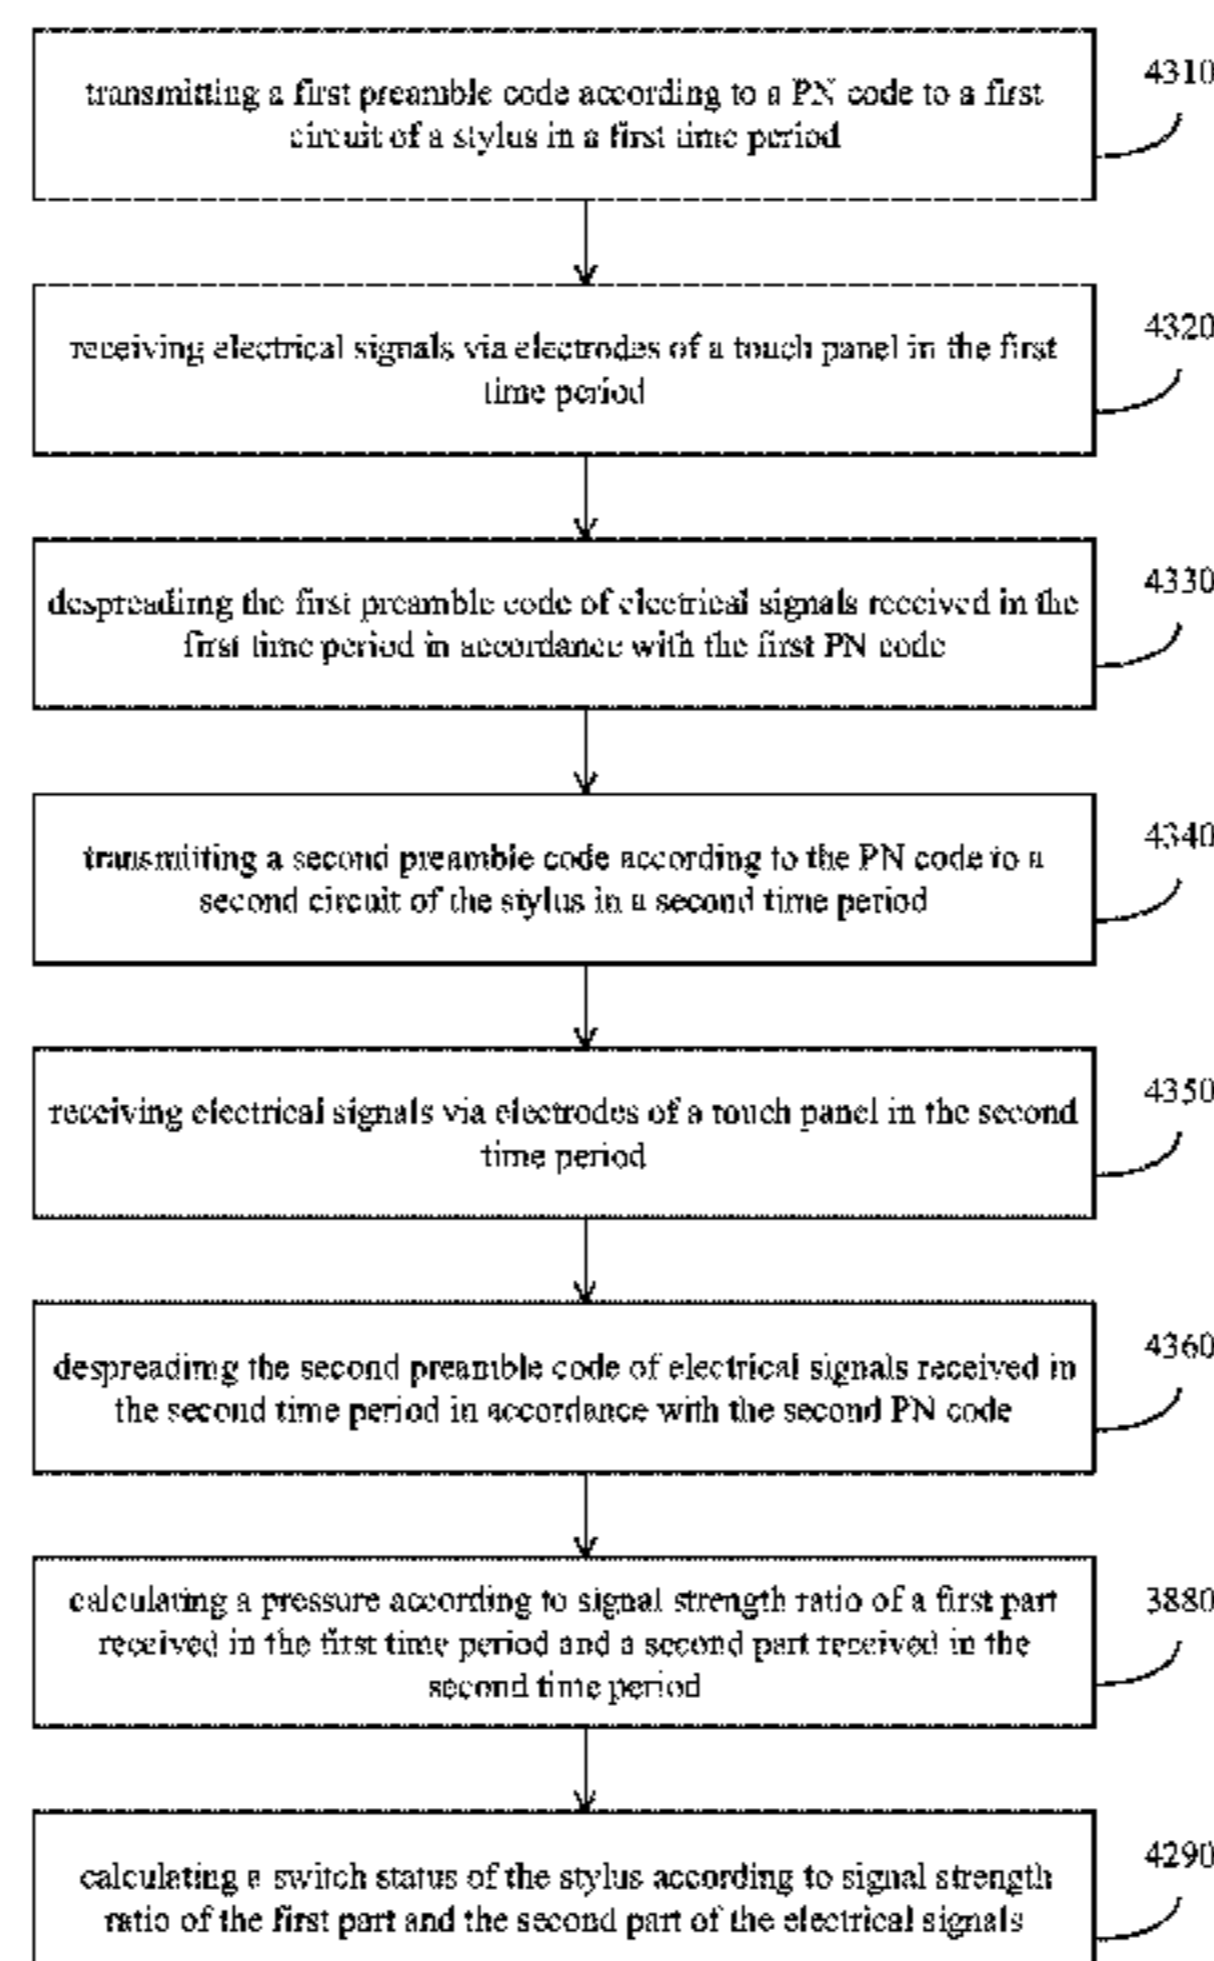 transmitting a first preamble code according to a PN code to a first
circuit of a stylus in a first time period
4310
receiving electrical signals via electrodes of a touch panel in the first
time period
4320
despreadimg the first preamble code of electrical signals received in the
first time period in accordance with the first PN code
4330
transmitting a second preamble code according to the PN code to a
second circuit of the stylus in a second time period
4340
receiving electrical signals via electrodes of a touch panel in the second
time period
4350
despreadimg the second preamble code of electrical signals received in
the second time period in accordance with the second PN code
4360
calculating a pressure according to signal strength ratio of a first part
received in the first time period and a second part received in the
second time period
3880
calculating a switch status of the stylus according to signal strength
ratio of the first part and the second part of the electrical signals
4290